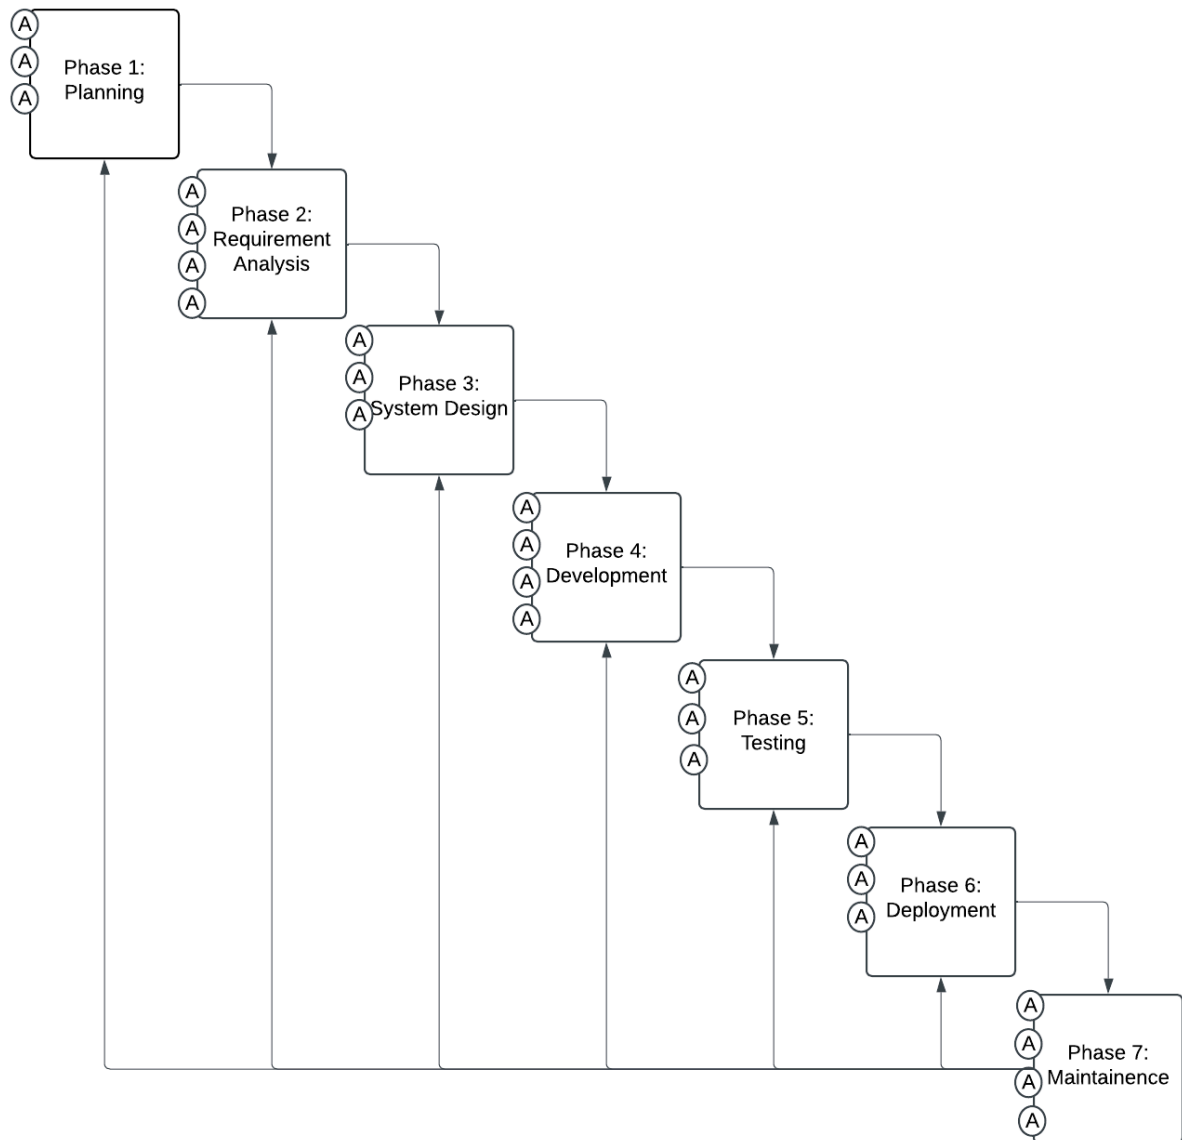 A
A
A
Phase 1:
Planning
A
A
A
A
Phase 2:
Requirement
Analysis
A
A
A
Phase 3:
System Design
A
A
A
A
Phase 4:
Development
A
A
A
Phase 5:
Testing
A
A
A
Phase 6:
Deployment
A
A
A
A
Phase 7:
Maintainence